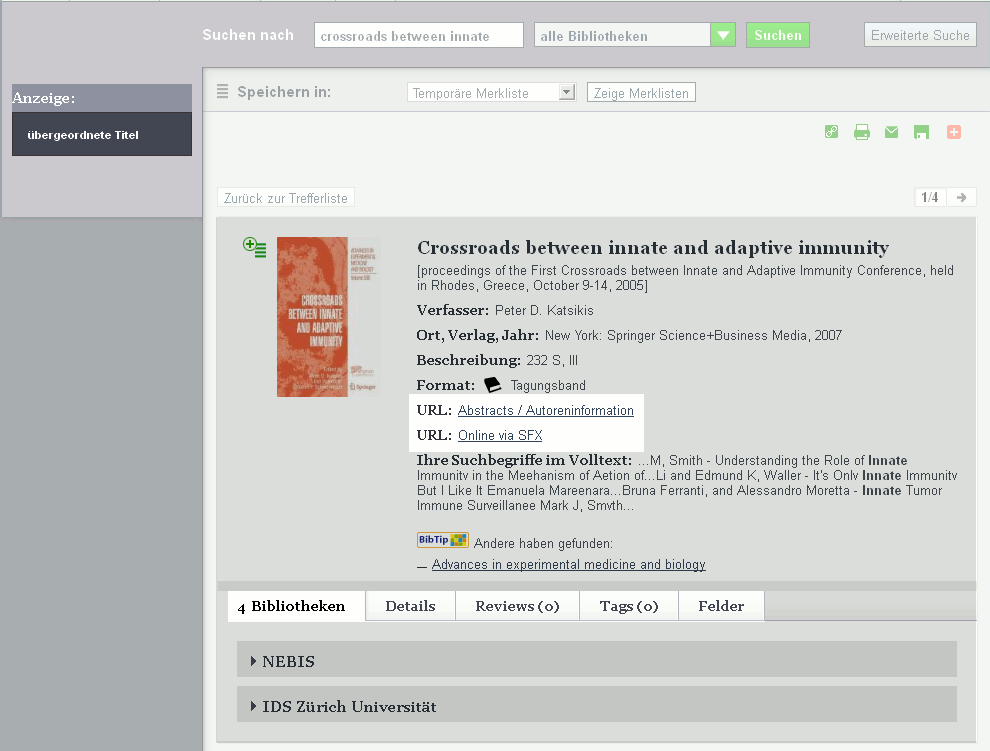 Suchen nach
crossroads between innate
alle Bibliotheken
Suchen
Erweiterte Suche
Anzeige:
übergeordnete Titel
Speichern in:
Temporäre Merkliste
Zeige Merklisten
Zurück zur Trefferliste
1/4
CROSSROADS
BETWEEN INNATE
AND ADAPTIVE
IMMUNITY
Springer
Crossroads between innate and adaptive immunity
[proceedings of the First Crossroads between Innate and Adaptive Immunity Conference, held
in Rhodes, Greece, October 9-14, 2005]
Verfasser: Peter D. Katsikis
Ort, Verlag, Jahr: New York: Springer Science+Business Media, 2007
Beschreibung: 232 S, Ill
Format: Tagungsband
URL: Abstracts / Autoreninformation
URL: Online via SFX
Ihre Suchbegriffe im Volltext: ...M, Smith - Understanding the Role of Innate
Immunitv in the Meehanism of Aetion of...Li and Edmund K, Waller - It's Onlv Innate Immunitv
But I Like It Emanuela Mareenara...Bruna Ferranti, and Alessandro Moretta - Innate Tumor
Immune Surveillanee Mark J, Smvth...
BibTip Andere haben gefunden:
— Advances in experimental medicine and biology
4 Bibliotheken
Details
Reviews (0)
Tags (0)
Felder
NEBIS
IDS Zürich Universität